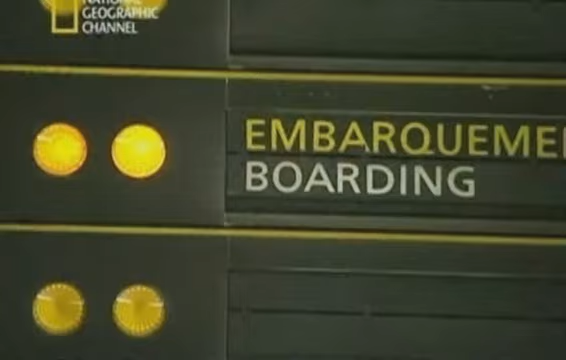 NATIONAL
GEOGRAPHIC
CHANNEL
EMBARQUEME
BOARDING